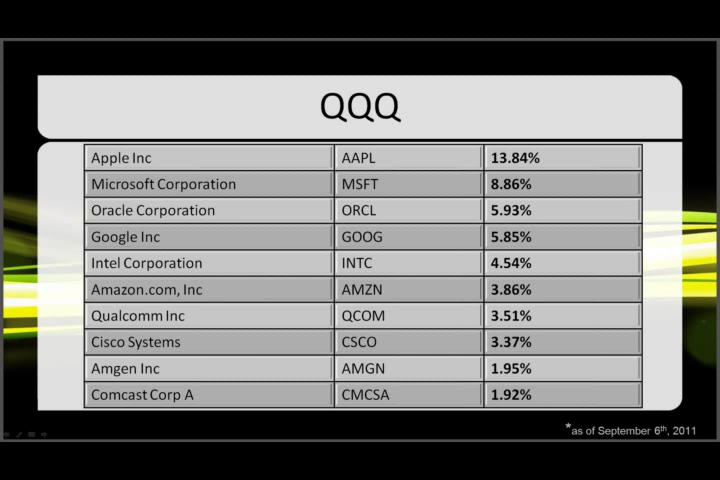 QQQ
Apple Inc AAPL 13.84%
Microsoft Corporation MSFT 8.86%
Oracle Corporation ORCL 5.93%
Google Inc GOOG 5.85%
Intel Corporation INTC 4.54%
Amazon.com, Inc AMZN 3.86%
Qualcomm Inc QCOM 3.51%
Cisco Systems CSCO 3.37%
Amgen Inc AMGN 1.95%
Comcast Corp A CMCSA 1.92%
*as of September 6th, 2011